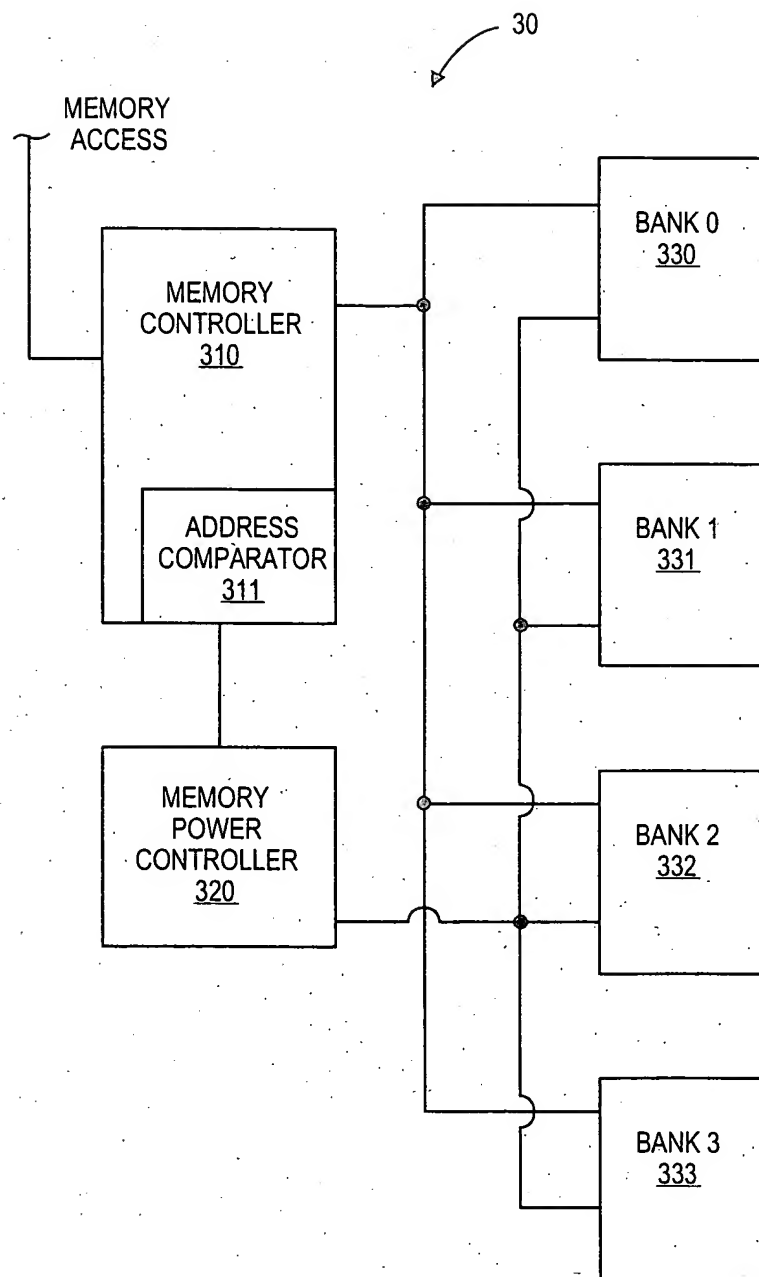 30
MEMORY
ACCESS
MEMORY
CONTROLLER
310
ADDRESS
COMPARATOR
311
MEMORY
POWER
CONTROLLER
320
BANK 0
330
BANK 1
331
BANK 2
332
BANK 3
333